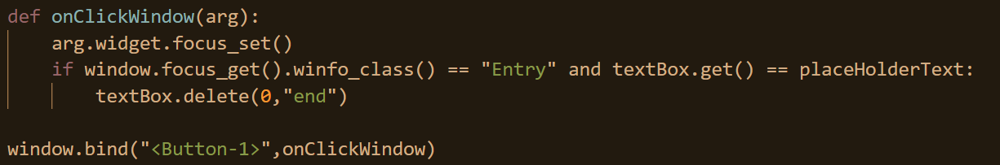 def onClickWindow(arg):
    arg.widget.focus_set()
    if window.focus_get().winfo_class() == "Entry" and textBox.get() == placeHolderText:
        textBox.delete(0,"end")
window.bind("<Button-1>",onClickWindow)